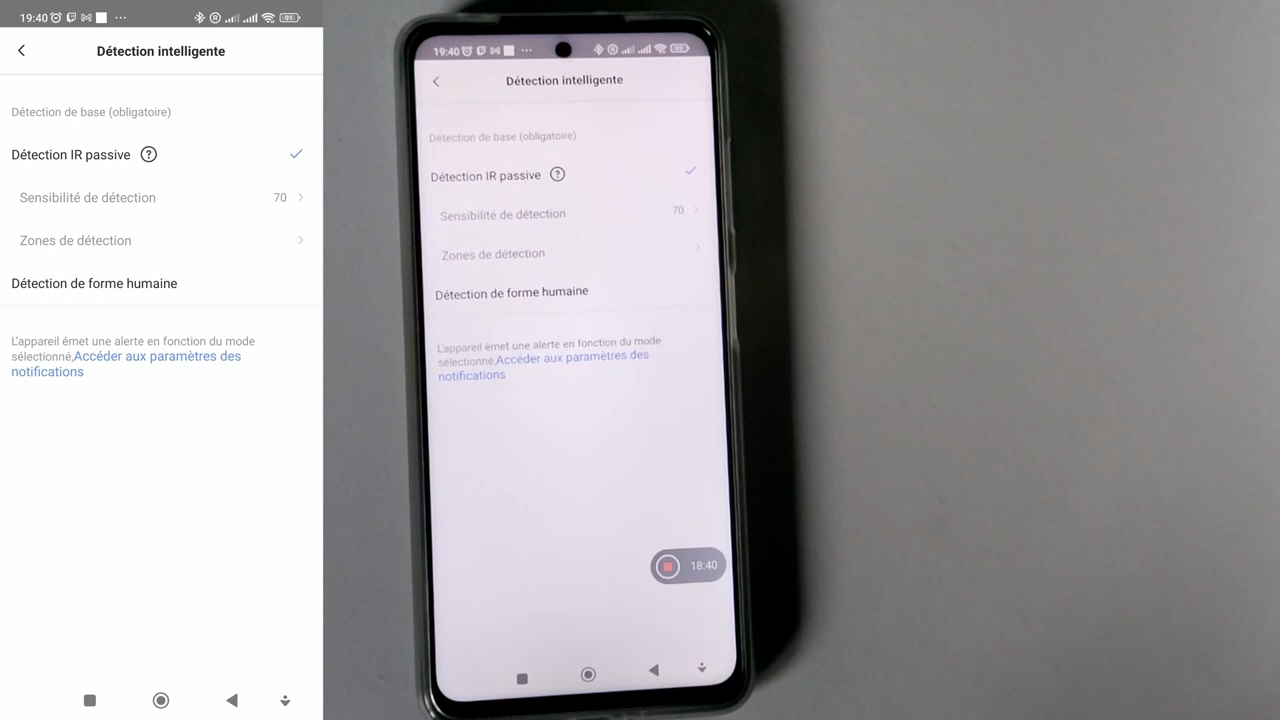 19:40
91
Détection intelligente
Détection de base (obligatoire)
Détection IR passive ?
Sensibilité de détection 70
Zones de détection
Détection de forme humaine
L'appareil émet une alerte en fonction du mode
sélectionné,Accéder aux paramètres des
notifications
19:40
Détection intelligente
Détection de base (obligatoire)
Détection IR passive ?
Sensibilité de détection 70
Zones de détection
Détection de forme humaine
L'appareil émet une alerte en fonction du mode
sélectionné,Accéder aux paramètres des
notifications
18:40